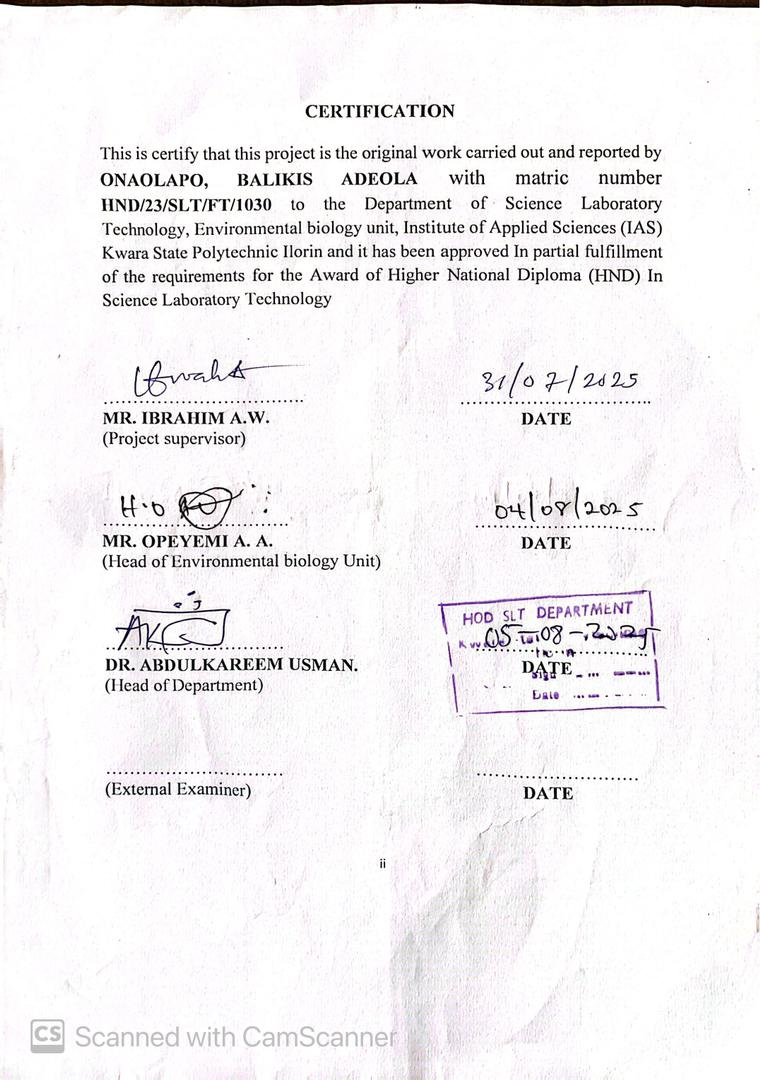 CERTIFICATION
This is certify that this project is the original work carried out and reported by
ONAOLAPO, BALIKIS ADEOLA with matric number
HND/23/SLT/FT/1030 to the Department of Science Laboratory
Technology, Environmental biology unit, Institute of Applied Sciences (IAS)
Kwara State Polytechnic Ilorin and it has been approved In partial fulfillment
of the requirements for the Award of Higher National Diploma (HND) In
Science Laboratory Technology
31/07/2025
MR. IBRAHIM A.W. DATE
(Project supervisor)
H.O 04/08/2025
MR. OPEYEMI A. A. DATE
(Head of Environmental biology Unit)
HOD SLT DEPARTMENT
05-08-2025
DR. ABDULKAREEM USMAN. DATE
(Head of Department)
Date
(External Examiner) DATE
ii
CS Scanned with CamScanner